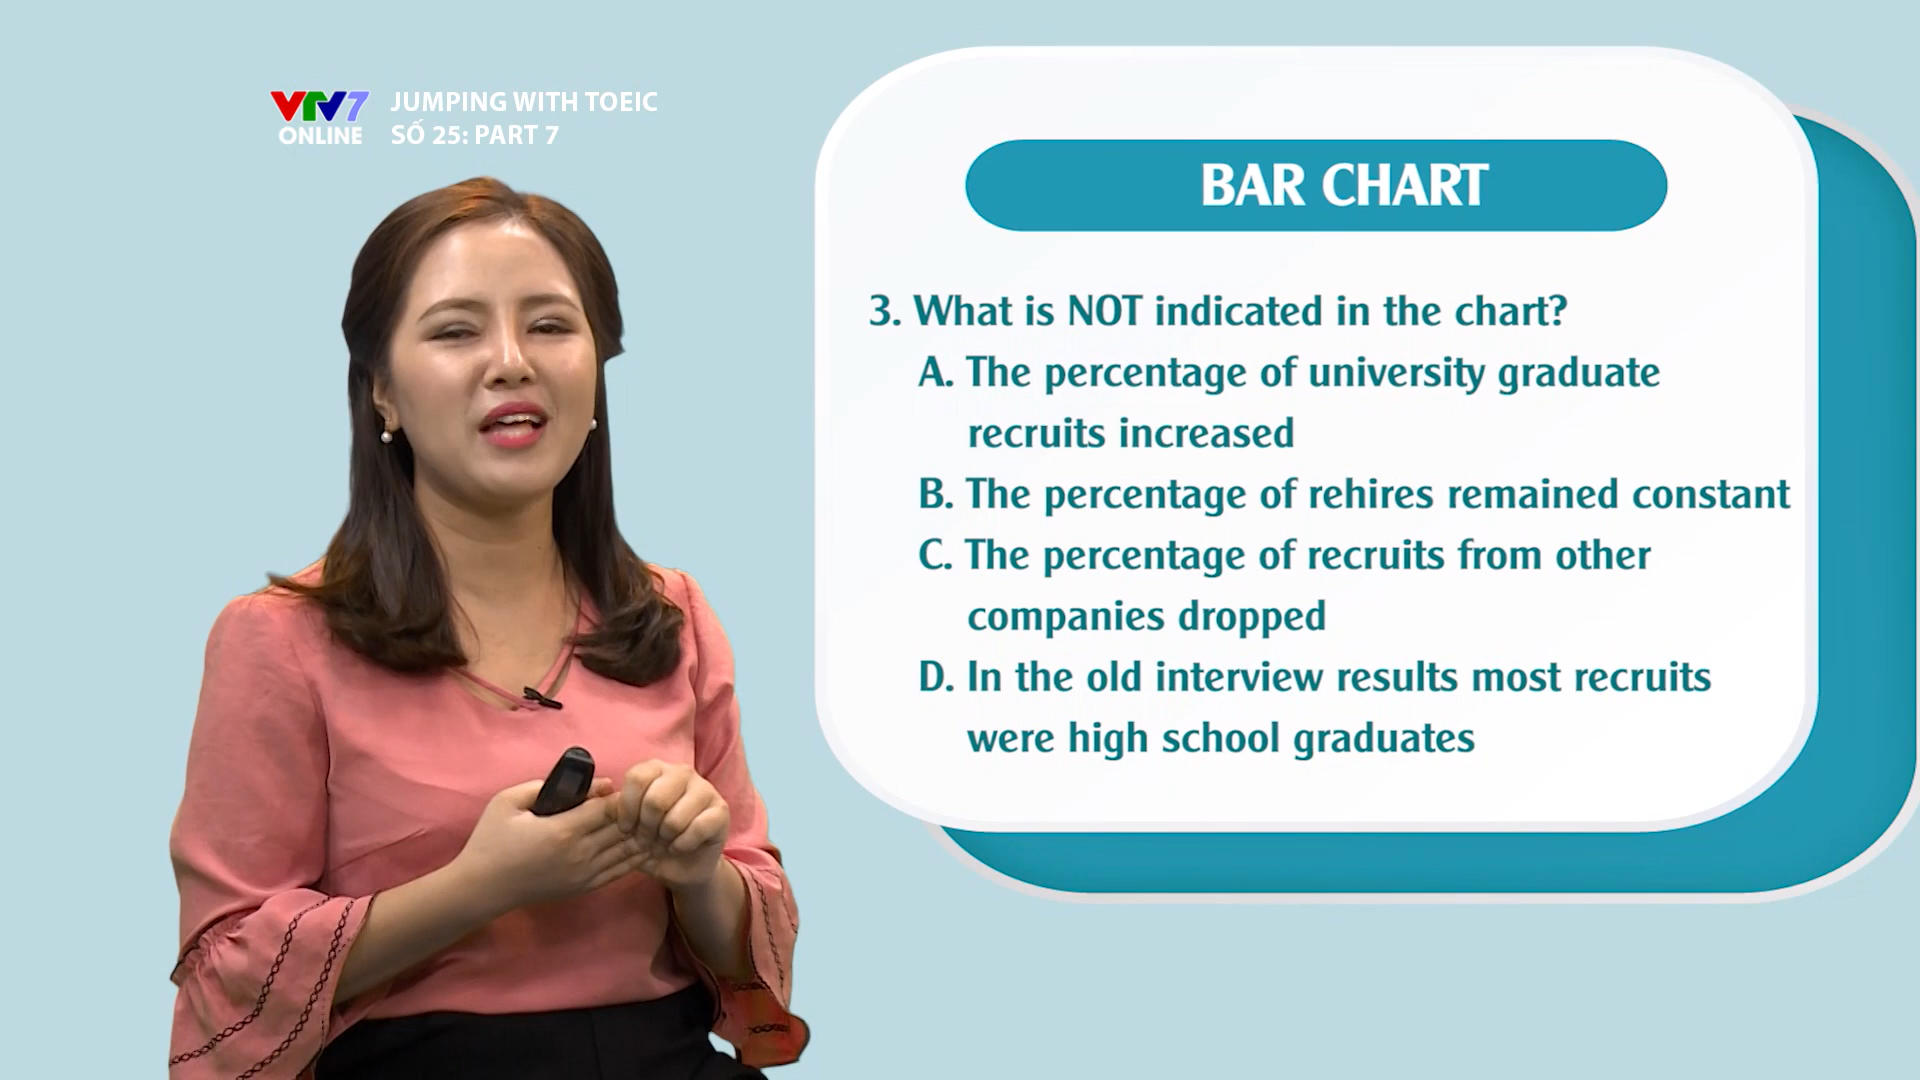 VTV7
ONLINE
JUMPING WITH TOEIC
SỐ 25: PART 7
BAR CHART
3. What is NOT indicated in the chart?
A. The percentage of university graduate
recruits increased
B. The percentage of rehires remained constant
C. The percentage of recruits from other
companies dropped
D. In the old interview results most recruits
were high school graduates